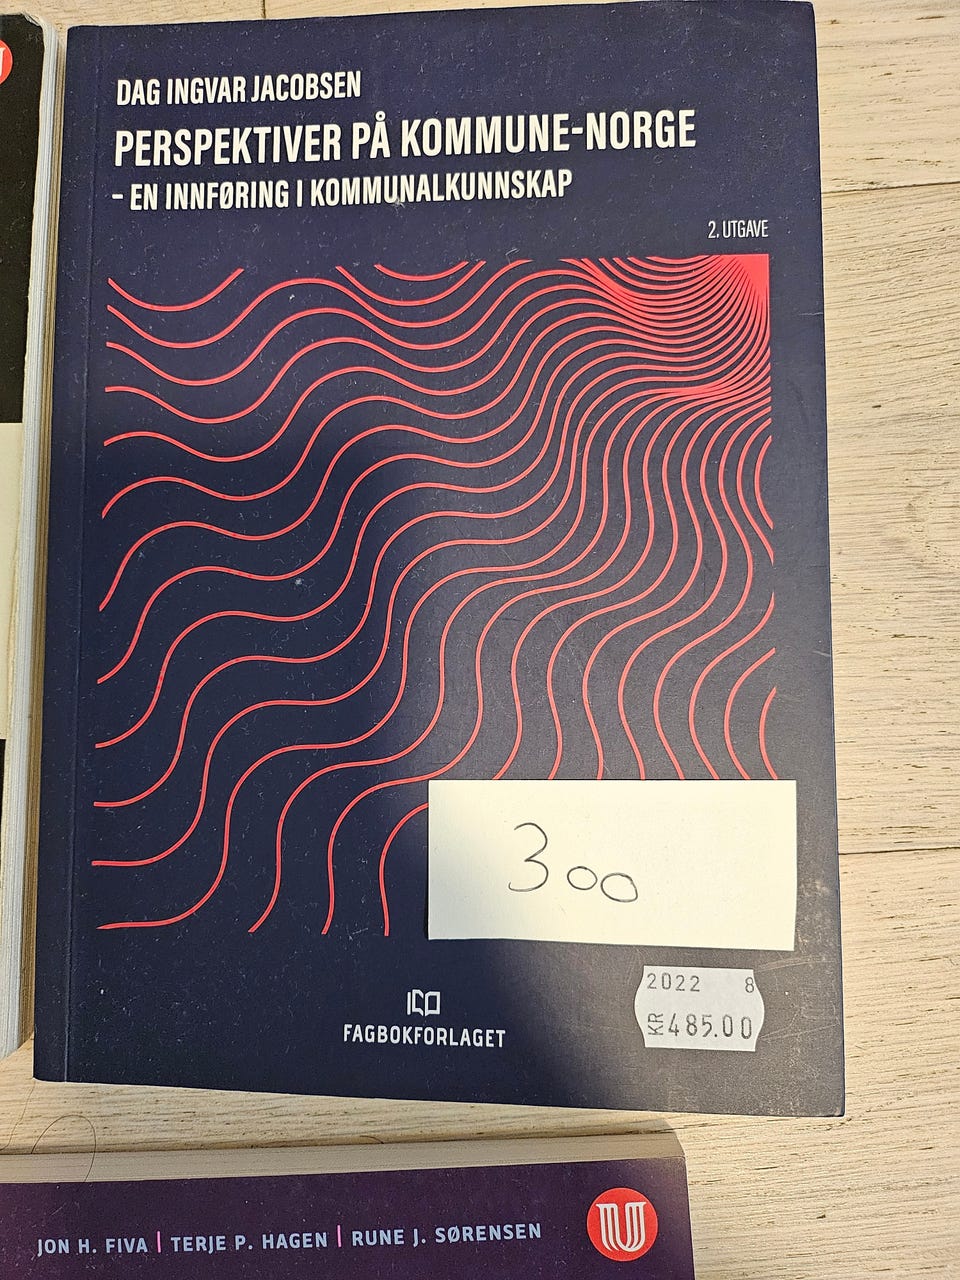 DAG INGVAR JACOBSEN
PERSPEKTIVER PÅ KOMMUNE-NORGE
– EN INNFØRING I KOMMUNALKUNNSKAP
2. UTGAVE
300
2022 8
KR 485.00
FAGBOKFORLAGET
JON H. FIVA | TERJE P. HAGEN | RUNE J. SØRENSEN
U